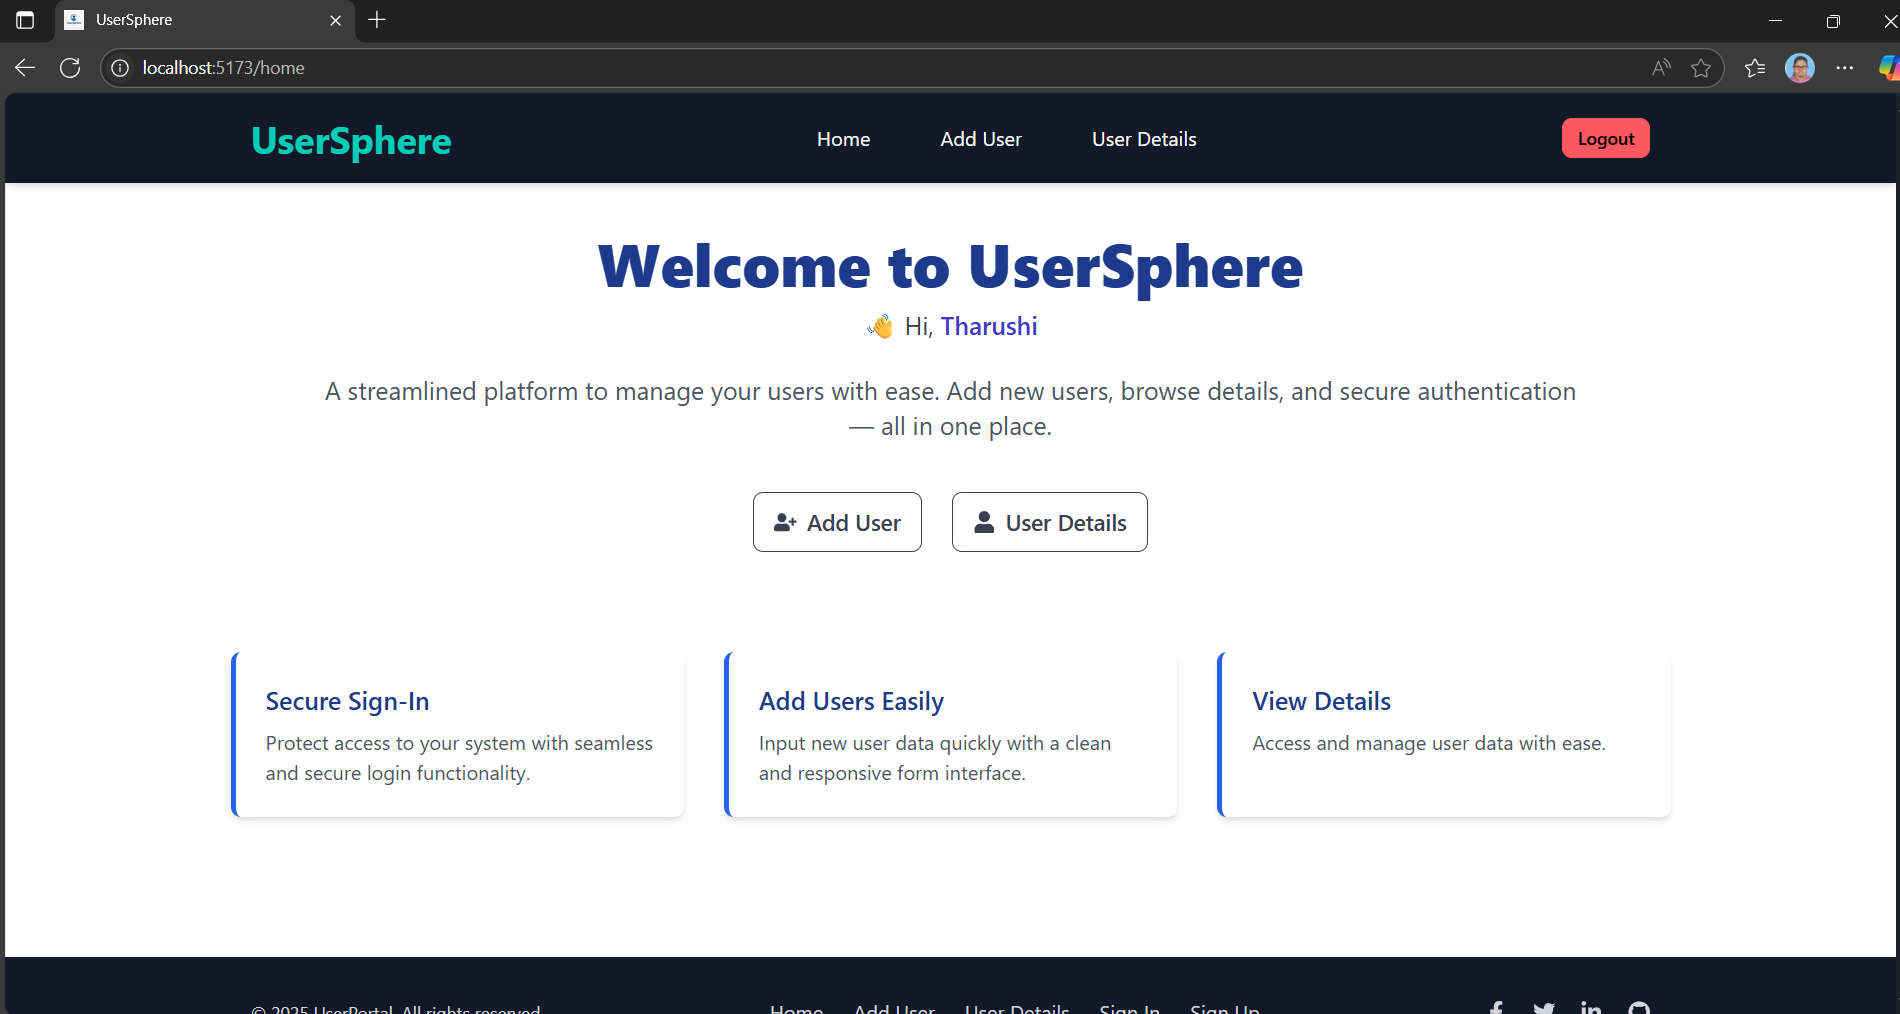 UserSphere
localhost:5173/home
UserSphere
Home
Add User
User Details
Logout
Welcome to UserSphere
👋 Hi, Tharushi
A streamlined platform to manage your users with ease. Add new users, browse details, and secure authentication
— all in one place.
Add User
User Details
Secure Sign-In
Protect access to your system with seamless
and secure login functionality.
Add Users Easily
Input new user data quickly with a clean
and responsive form interface.
View Details
Access and manage user data with ease.
© 2025 UserPortal. All rights reserved.
Home
Add User
User Details
Sign In
Sign Up